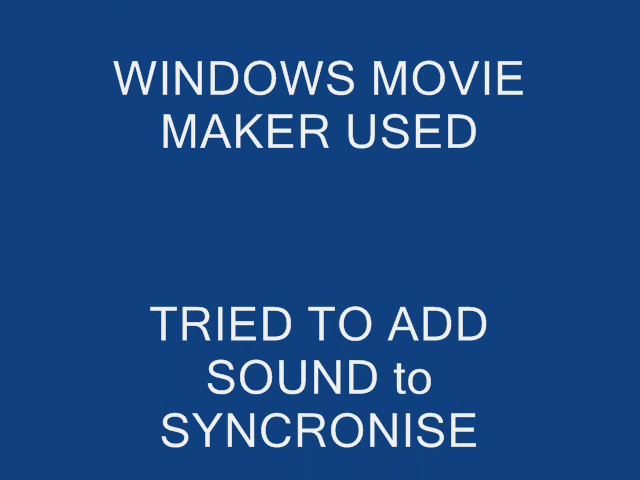 WINDOWS MOVIE
MAKER USED
TRIED TO ADD
SOUND to
SYNCRONISE